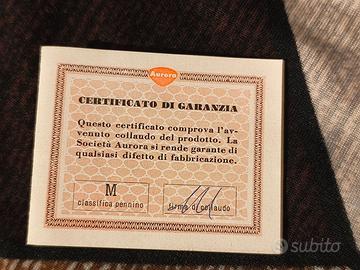 Aurora
CERTIFICATO DI GARANZIA
Questo certificato comprova l'av-
venuto collaudo del prodotto. La
Società Aurora si rende garante di
qualsiasi difetto di fabbricazione.
M
classifica pennino
firma di collaudo
subito